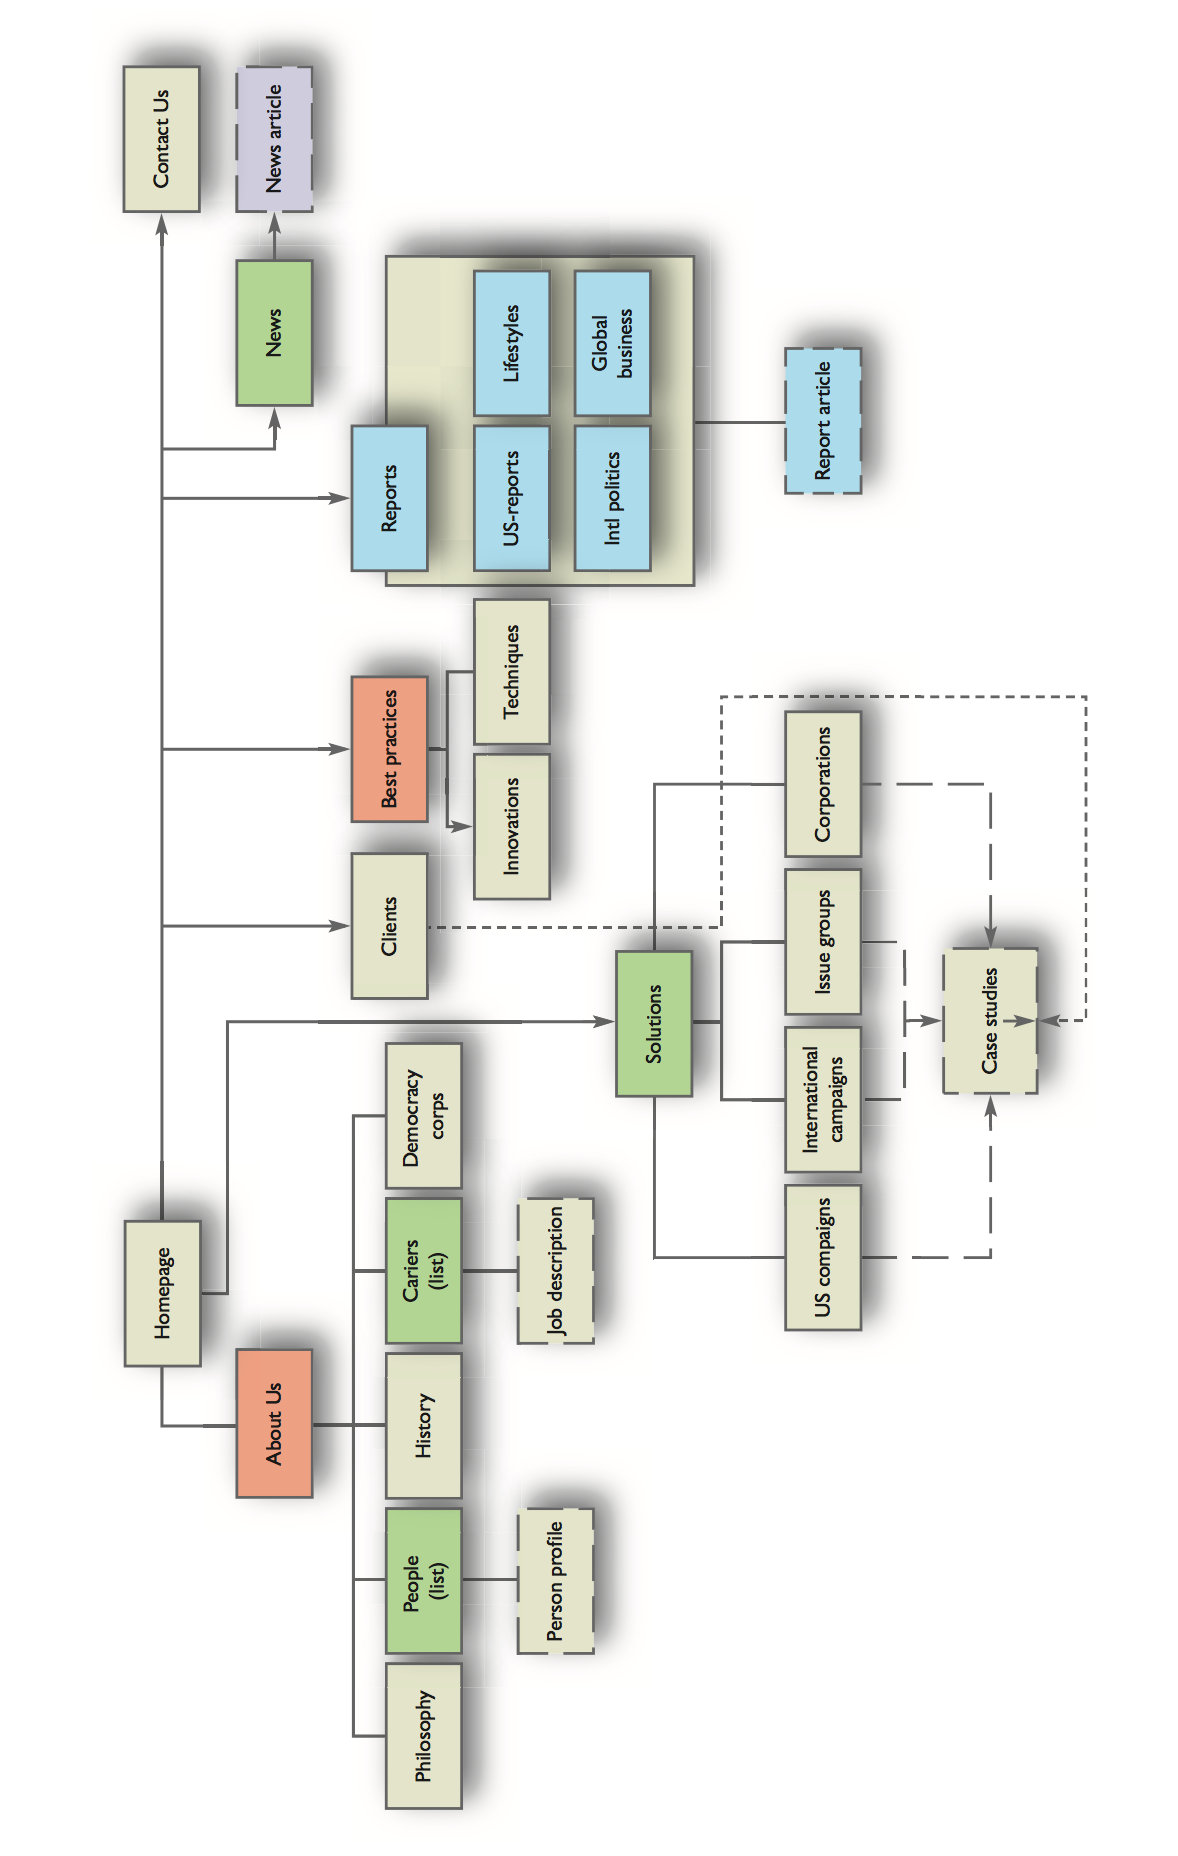 Homepage
Contact Us
About Us
News
News article
Clients
Best practices
Reports
Philosophy
People
(list)
History
Cariers
(list)
Democracy
corps
Innovations
Techniques
US-reports
Lifestyles
Person profile
Job description
Intl politics
Global
business
Solutions
US compaigns
International
campaigns
Issue groups
Corporations
Report article
Case studies